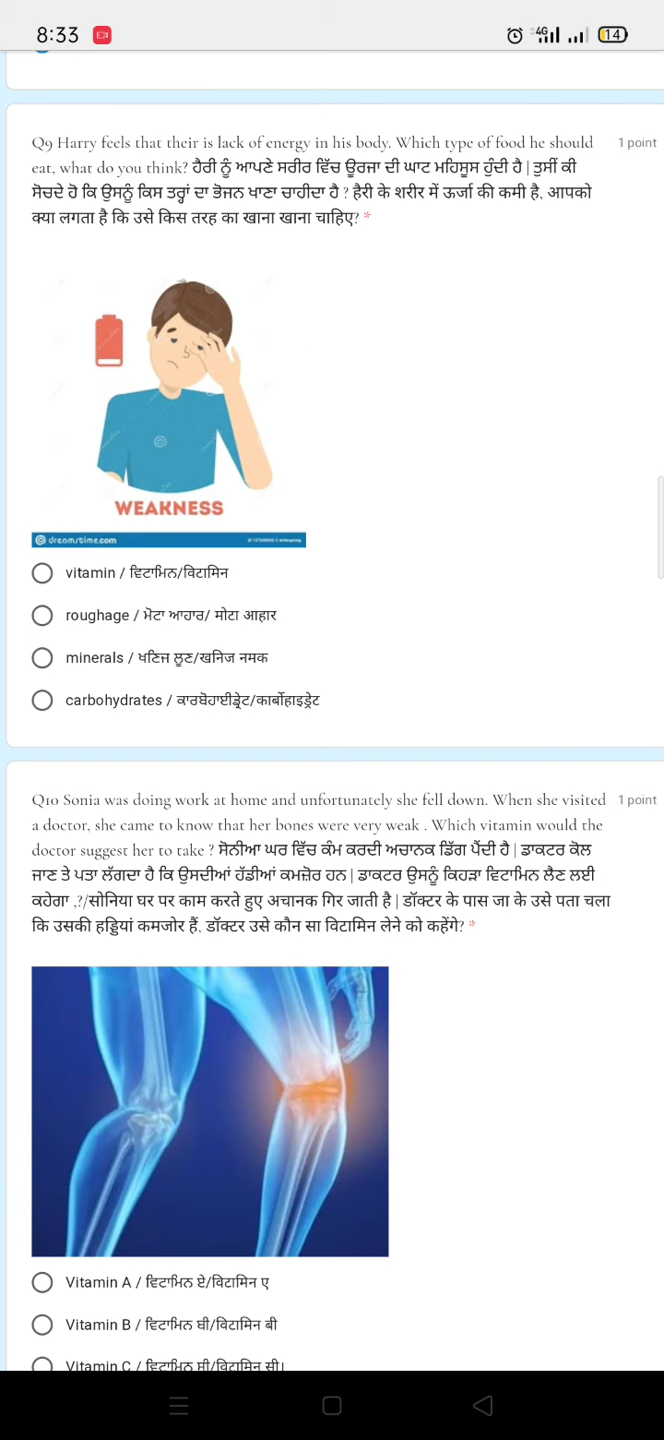 8:33
4G
14
Q9 Harry feels that their is lack of energy in his body. Which type of food he should
1 point
eat, what do you think? ਹੈਰੀ ਨੂੰ ਆਪਣੇ ਸਰੀਰ ਵਿੱਚ ਊਰਜਾ ਦੀ ਘਾਟ ਮਹਿਸੂਸ ਹੁੰਦੀ ਹੈ | ਤੁਸੀਂ ਕੀ
ਸੋਚਦੇ ਹੋ ਕਿ ਉਸਨੂੰ ਕਿਸ ਤਰ੍ਹਾਂ ਦਾ ਭੋਜਨ ਖਾਣਾ ਚਾਹੀਦਾ ਹੈ ? हैरी के शरीर में ऊर्जा की कमी है, आपको
क्या लगता है कि उसे किस तरह का खाना खाना चाहिए? *
WEAKNESS
dreamstime.com
vitamin / ਵਿਟਾਮਿਨ/विटामिन
roughage / ਮੋਟਾ ਆਹਾਰ/ मोटा आहार
minerals / ਖਣਿਜ ਲੂਣ/खनिज नमक
carbohydrates / ਕਾਰਬੋਹਾਈਡ੍ਰੇਟ/कार्बोहाइड्रेट
Q10 Sonia was doing work at home and unfortunately she fell down. When she visited
1 point
a doctor, she came to know that her bones were very weak . Which vitamin would the
doctor suggest her to take ? ਸੋਨੀਆ ਘਰ ਵਿੱਚ ਕੰਮ ਕਰਦੀ ਅਚਾਨਕ ਡਿੱਗ ਪੈਂਦੀ ਹੈ | ਡਾਕਟਰ ਕੋਲ
ਜਾਣ ਤੇ ਪਤਾ ਲੱਗਦਾ ਹੈ ਕਿ ਉਸਦੀਆਂ ਹੱਡੀਆਂ ਕਮਜ਼ੋਰ ਹਨ | ਡਾਕਟਰ ਉਸਨੂੰ ਕਿਹੜਾ ਵਿਟਾਮਿਨ ਲੈਣ ਲਈ
ਕਹੇਗਾ .?/सोनिया घर पर काम करते हुए अचानक गिर जाती है | डॉक्टर के पास जा के उसे पता चला
कि उसकी हड्डियां कमजोर हैं, डॉक्टर उसे कौन सा विटामिन लेने को कहेंगे? *
Vitamin A / ਵਿਟਾਮਿਨ ਏ/विटामिन ए
Vitamin B / ਵਿਟਾਮਿਨ ਬੀ/विटामिन बी
Vitamin C / ਵਿਟਾਮਿਨ ਸੀ/विटामिन सी।